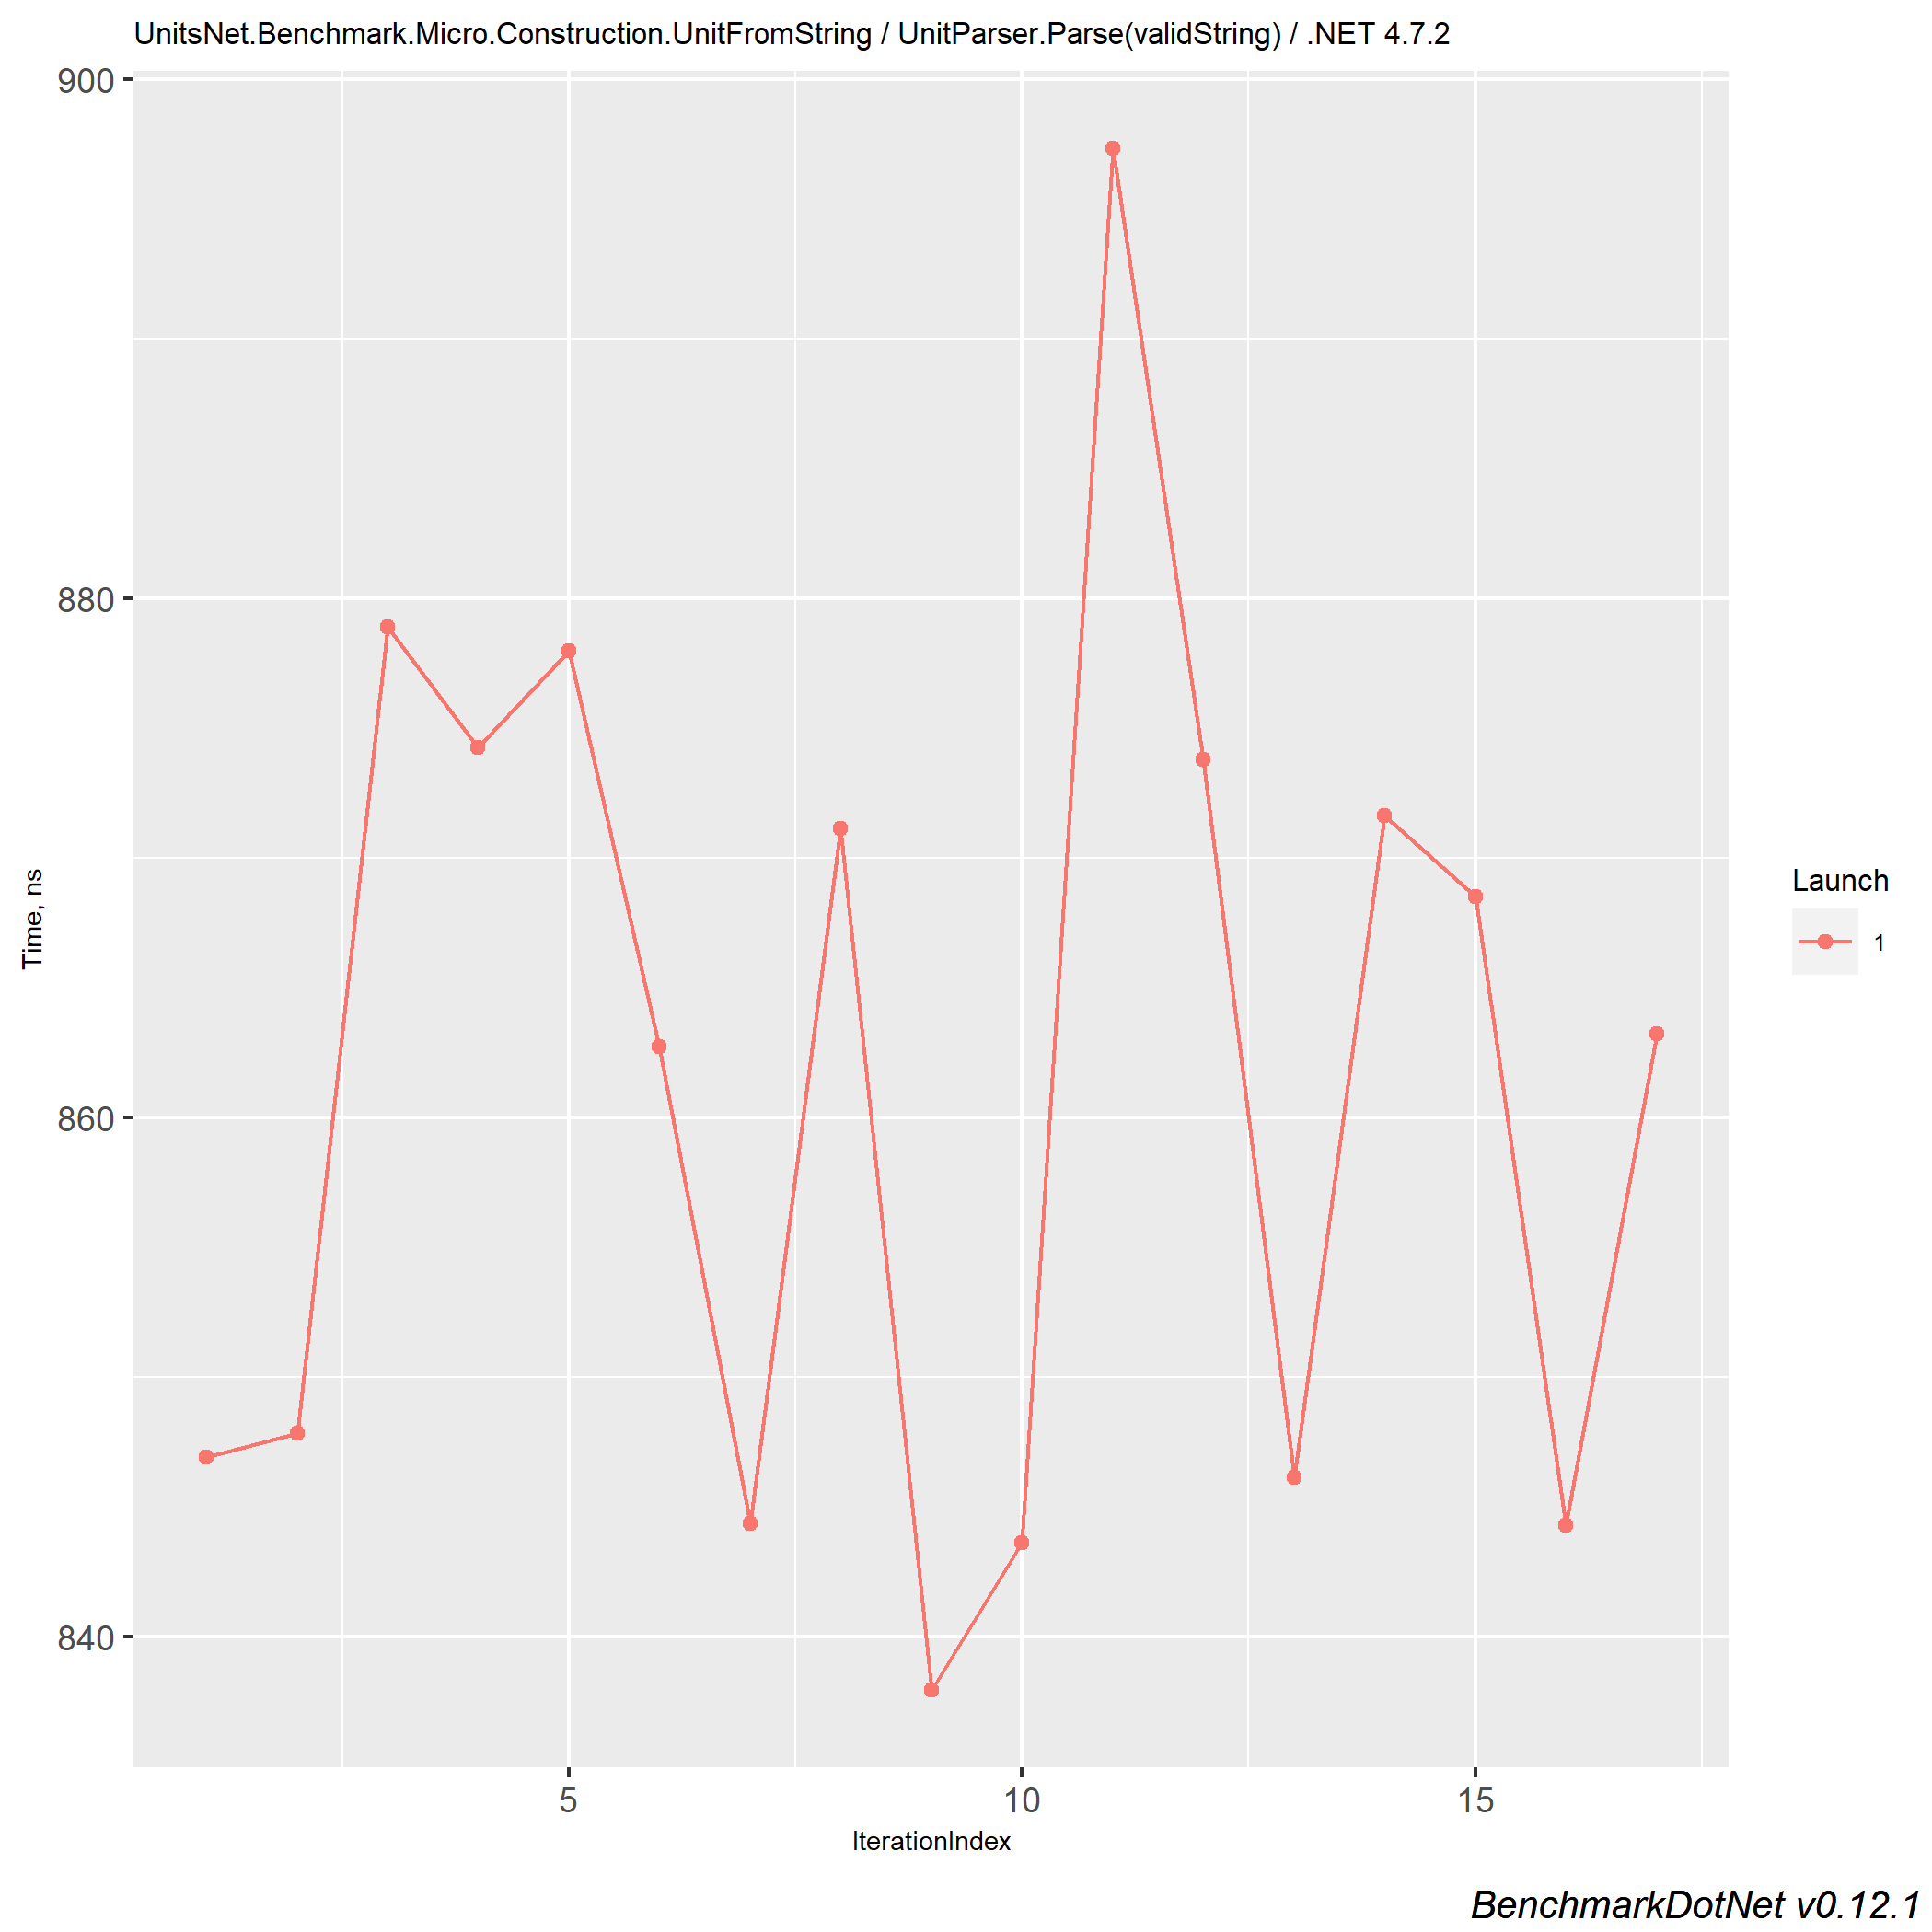 UnitsNet.Benchmark.Micro.Construction.UnitFromString / UnitParser.Parse(validString) / .NET 4.7.2
900
880
860
840
Time, ns
5 10 15
IterationIndex
Launch
1
BenchmarkDotNet v0.12.1